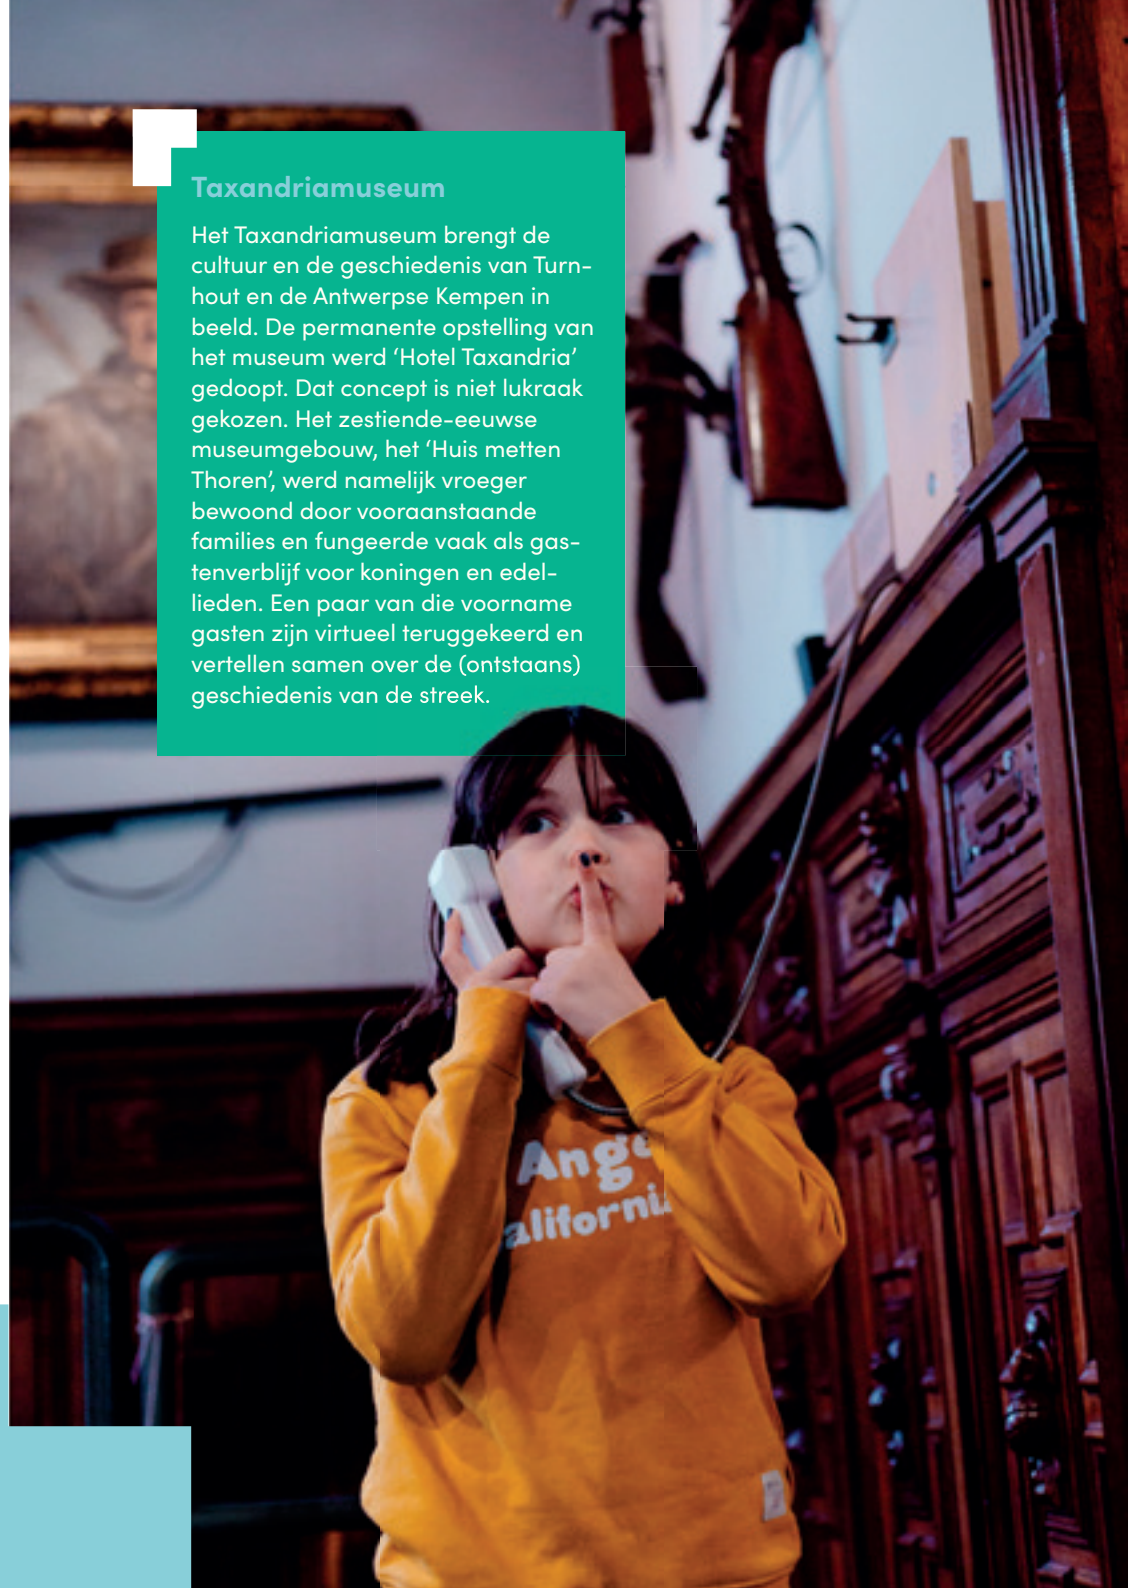 Taxandriamuseum
Het Taxandriamuseum brengt de
cultuur en de geschiedenis van Turn-
hout en de Antwerpse Kempen in
beeld. De permanente opstelling van
het museum werd ‘Hotel Taxandria’
gedoopt. Dat concept is niet lukraak
gekozen. Het zestiende-eeuwse
museumgebouw, het ‘Huis metten
Thoren’, werd namelijk vroeger
bewoond door vooraanstaande
families en fungeerde vaak als gas-
tenverblijf voor koningen en edel-
lieden. Een paar van die voorname
gasten zijn virtueel teruggekeerd en
vertellen samen over de (ontstaans)
geschiedenis van de streek.
Ange
alifornia